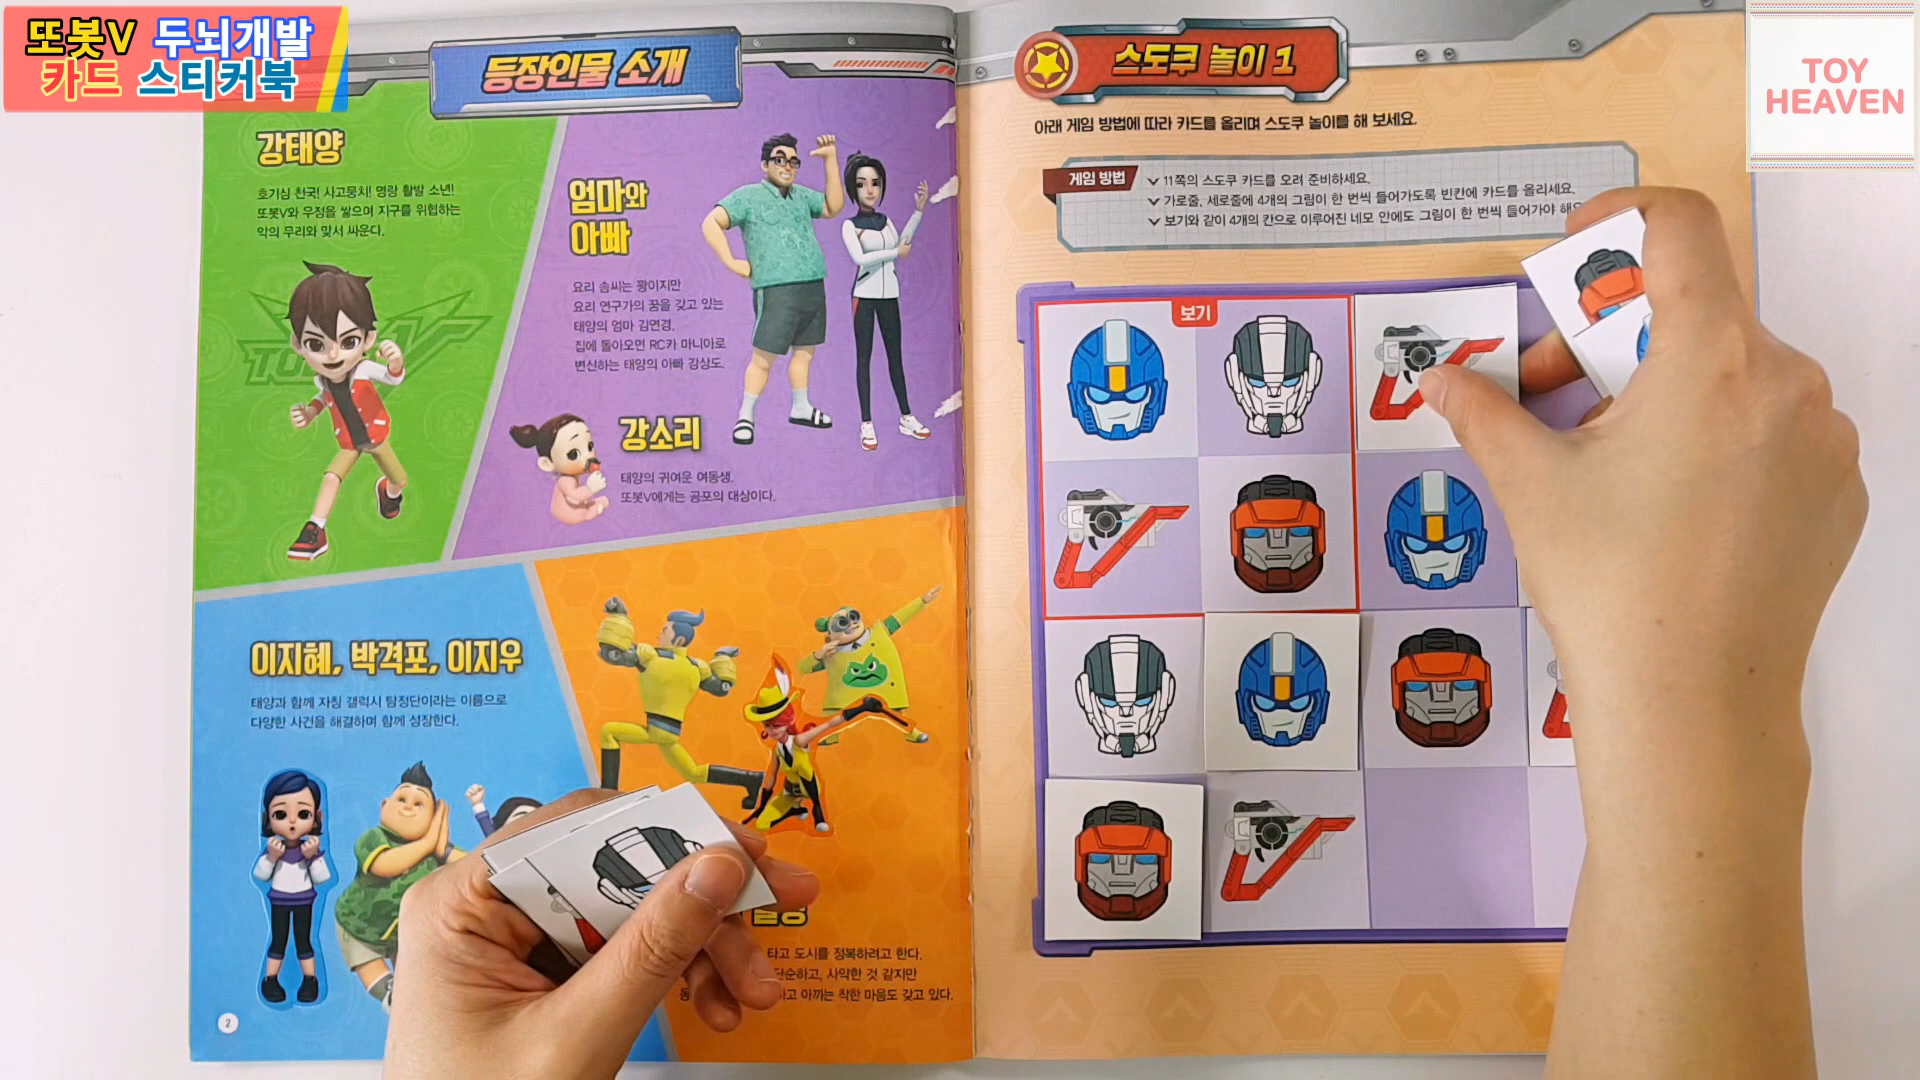 또봇V 두뇌개발
카드 스티커북
TOY
HEAVEN
등장인물 소개
강태양
호기심 천국! 사고뭉치! 명랑 활발 소년!
또봇V와 우정을 쌓으며 지구를 위협하는
악의 무리와 맞서 싸운다.
엄마와
아빠
요리 솜씨는 꽝이지만
요리 연구가의 꿈을 갖고 있는
태양의 엄마 김연경.
집에 돌아오면 RC카 마니아로
변신하는 태양의 아빠 강상도.
강소리
태양의 귀여운 여동생.
또봇V에게는 공포의 대상이다.
이지혜, 박격포, 이지우
태양과 함께 자칭 갤럭시 탐정단이라는 이름으로
다양한 사건을 해결하며 함께 성장한다.
타고 도시를 정복하려고 한다.
단순하고, 사악한 것 같지만
하고 아끼는 착한 마음도 갖고 있다.
2
스도쿠 놀이 1
아래 게임 방법에 따라 카드를 올리며 스도쿠 놀이를 해 보세요.
게임 방법
11쪽의 스도쿠 카드를 오려 준비하세요.
가로줄, 세로줄에 4개의 그림이 한 번씩 들어가도록 빈칸에 카드를 올리세요.
보기와 같이 4개의 칸으로 이루어진 네모 안에도 그림이 한 번씩 들어가야 해요
보기